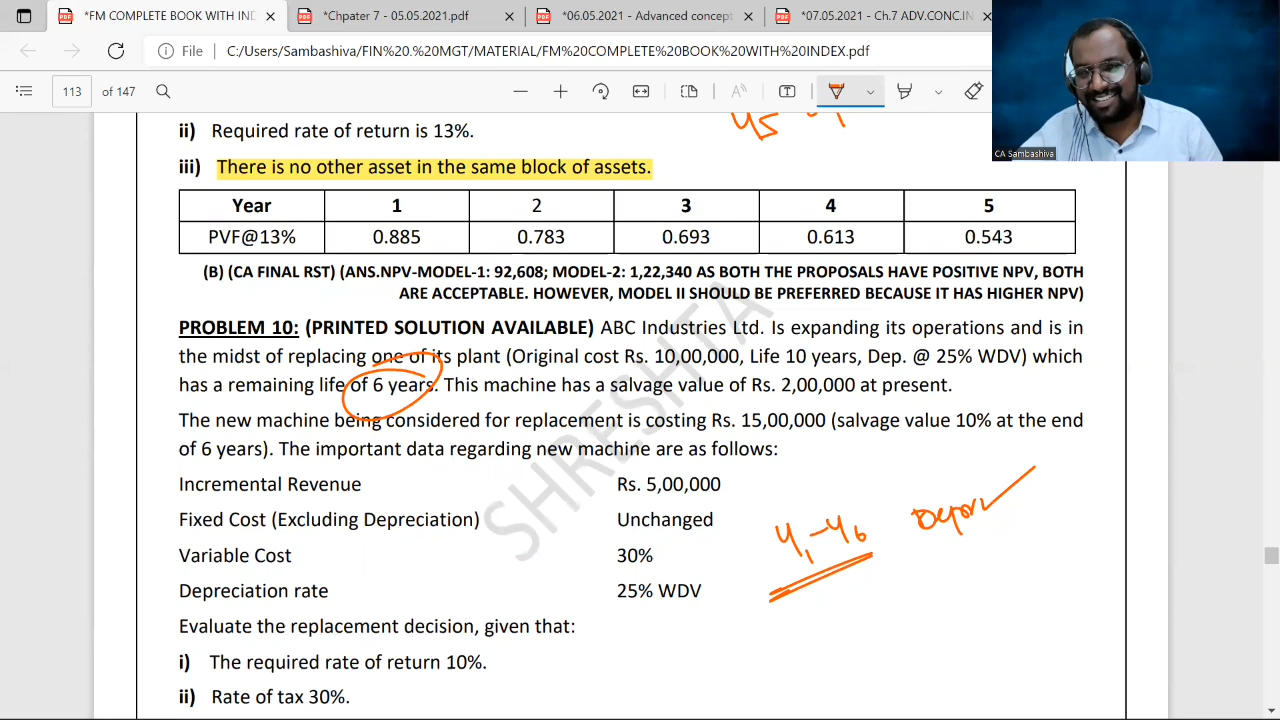 *FM COMPLETE BOOK WITH IND
*Chpater 7 - 05.05.2021.pdf
*06.05.2021 - Advanced concept
*07.05.2021 - Ch.7 ADV.CONC.IN
File
C:/Users/Sambashiva/FIN%20.%20MGT/MATERIAL/FM%20COMPLETE%20BOOK%20WITH%20INDEX.pdf
113 of 147
CA Sambashiva
ii) Required rate of return is 13%.
iii) There is no other asset in the same block of assets.
Year 1 2 3 4 5
PVF@13% 0.885 0.783 0.693 0.613 0.543
(B) (CA FINAL RST) (ANS.NPV-MODEL-1: 92,608; MODEL-2: 1,22,340 AS BOTH THE PROPOSALS HAVE POSITIVE NPV, BOTH
ARE ACCEPTABLE. HOWEVER, MODEL II SHOULD BE PREFERRED BECAUSE IT HAS HIGHER NPV)
PROBLEM 10: (PRINTED SOLUTION AVAILABLE) ABC Industries Ltd. Is expanding its operations and is in
the midst of replacing one of its plant (Original cost Rs. 10,00,000, Life 10 years, Dep. @ 25% WDV) which
has a remaining life of 6 years. This machine has a salvage value of Rs. 2,00,000 at present.
The new machine being considered for replacement is costing Rs. 15,00,000 (salvage value 10% at the end
of 6 years). The important data regarding new machine are as follows:
Incremental Revenue Rs. 5,00,000
Fixed Cost (Excluding Depreciation) Unchanged
Variable Cost 30%
Depreciation rate 25% WDV
Y1 - Y6
Evaluate the replacement decision, given that:
i) The required rate of return 10%.
ii) Rate of tax 30%.
SHRESHTA